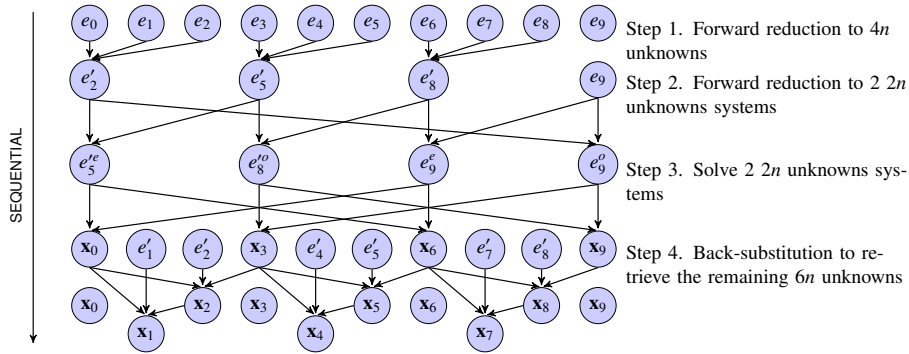 e₀ e₁ e₂ e₃ e₄ e₅ e₆ e₇ e₈ e₉
Step 1. Forward reduction to 4n
unknowns
e′₂ e′₅ e′₈ e₉
Step 2. Forward reduction to 2 2n
unknowns systems
SEQUENTIAL
e′ᵉ₅ e′ᵒ₈ eᵉ₉ eᵒ₉
Step 3. Solve 2 2n unknowns sys-
tems
x₀ e′₁ e′₂ x₃ e′₄ e′₅ x₆ e′₇ e′₈ x₉
Step 4. Back-substitution to re-
trieve the remaining 6n unknowns
x₀ x₂ x₃ x₅ x₆ x₈ x₉
x₁ x₄ x₇